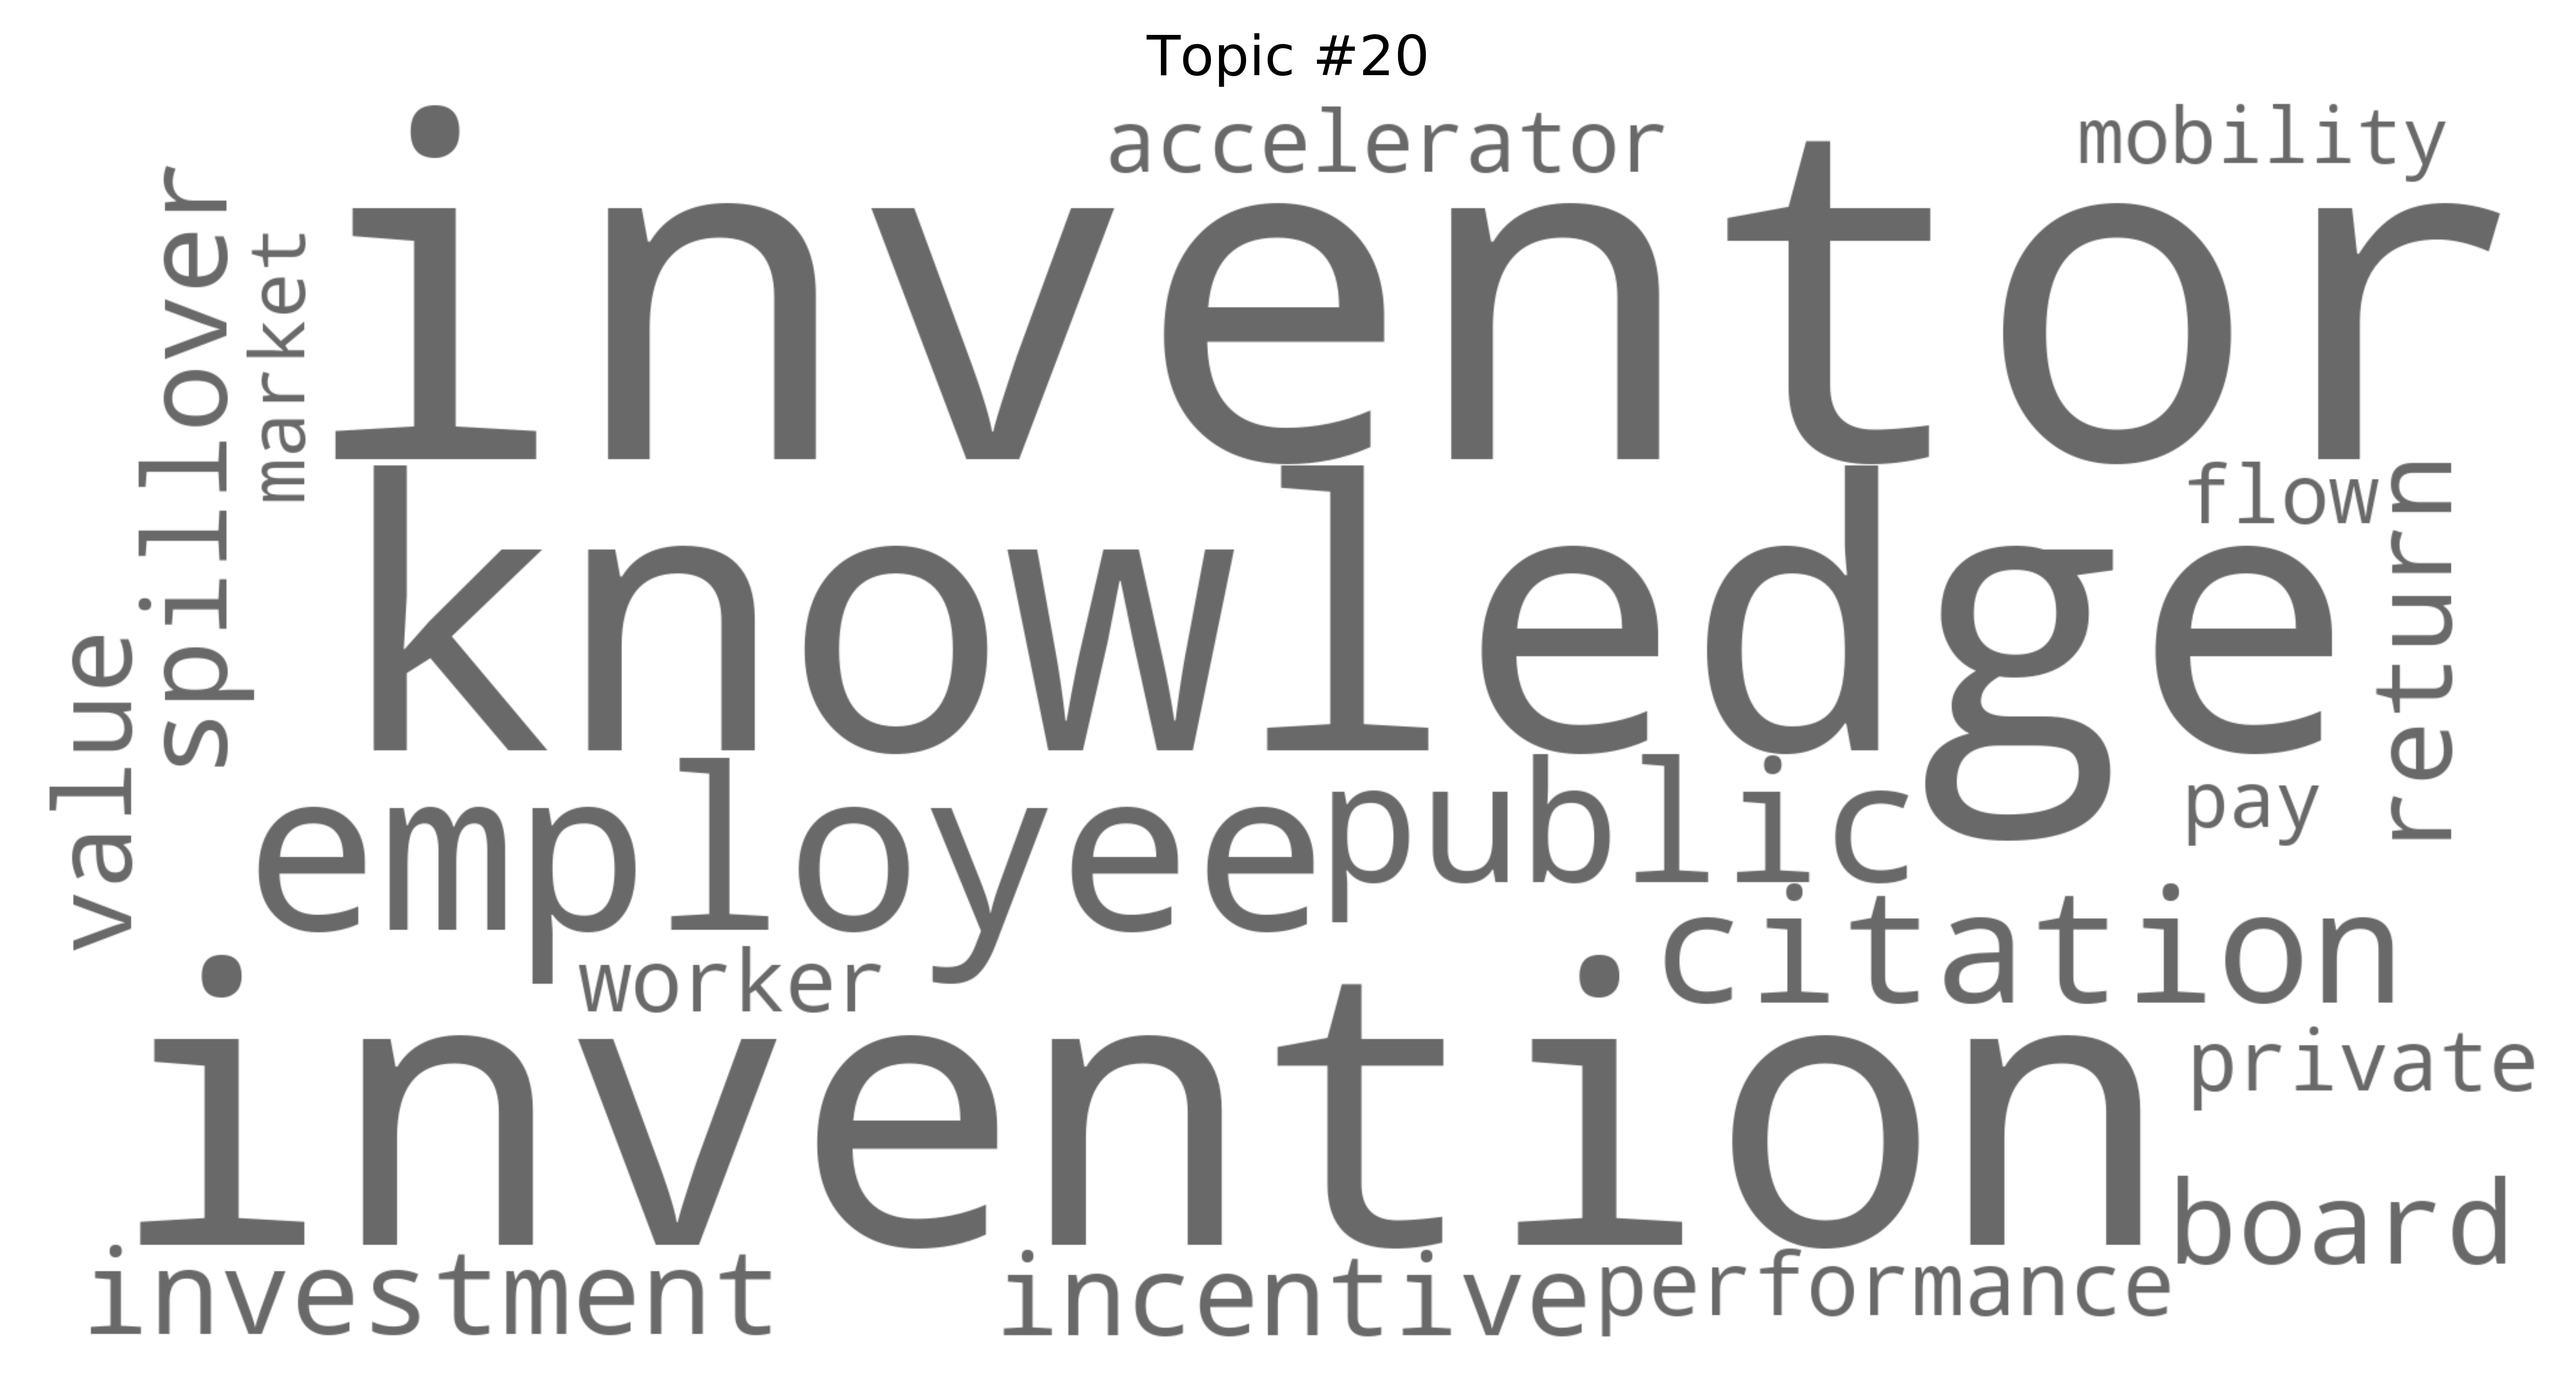 Topic #20
accelerator
mobility
inventor
spillover
market
knowledge
flow
return
value
employee
public
pay
citation
worker
invention
private
board
investment
incentive
performance